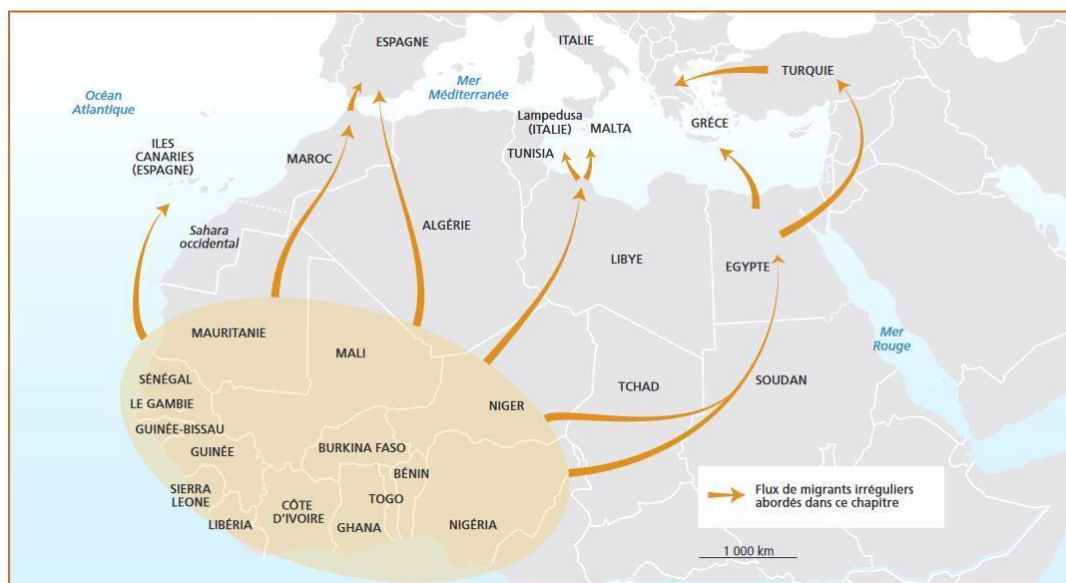 ESPAGNE
ITALIE
TURQUIE
Océan
Atlantique
Mer
Méditerranée
Lampedusa
(ITALIE)
MALTA
GRÉCE
TUNISIA
ILES
CANARIES
(ESPAGNE)
MAROC
ALGÉRIE
Sahara
occidental
LIBYE
EGYPTE
Mer
Rouge
MAURITANIE
MALI
NIGER
TCHAD
SOUDAN
SÉNÉGAL
LE GAMBIE
GUINÉE-BISSAU
GUINÉE
BURKINA FASO
BÉNIN
SIERRA
LEONE
CÔTE
D'IVOIRE
TOGO
LIBÉRIA
GHANA
NIGÉRIA
Flux de migrants irréguliers
abordés dans ce chapitre
1 000 km